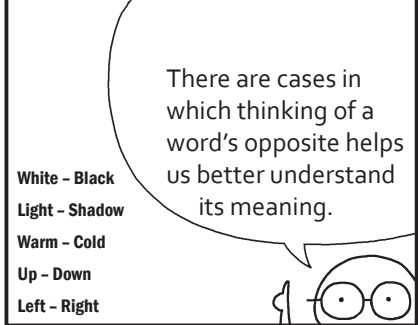 There are cases in
which thinking of a
word's opposite helps
us better understand
its meaning.
White – Black
Light – Shadow
Warm – Cold
Up – Down
Left – Right